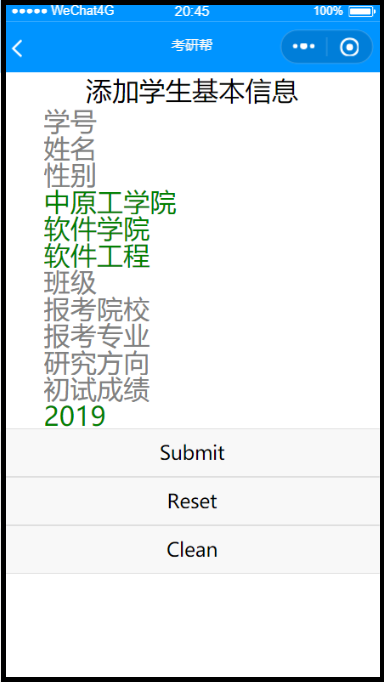 WeChat4G 20:45 100%
考研帮
添加学生基本信息
学号
姓名
性别
中原工学院
软件学院
软件工程
班级
报考院校
报考专业
研究方向
初试成绩
2019
Submit
Reset
Clean